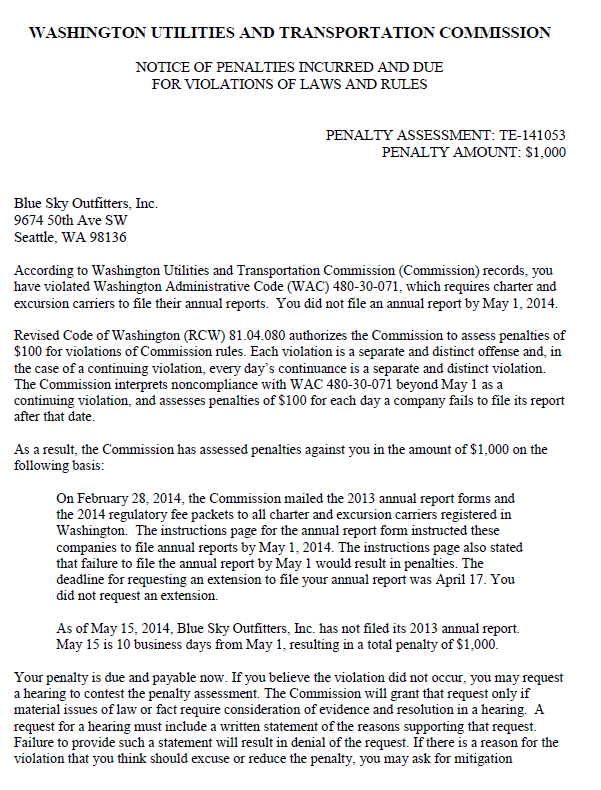 WASHINGTON UTILITIES AND TRANSPORTATION COMMISSION
NOTICE OF PENALTIES INCURRED AND DUE
FOR VIOLATIONS OF LAWS AND RULES
PENALTY ASSESSMENT: TE-141053
PENALTY AMOUNT: $1,000
Blue Sky Outfitters, Inc.
9674 50th Ave SW
Seattle, WA 98136
According to Washington Utilities and Transportation Commission (Commission) records, you
have violated Washington Administrative Code (WAC) 480-30-071, which requires charter and
excursion carriers to file their annual reports.  You did not file an annual report by May 1, 2014.
Revised Code of Washington (RCW) 81.04.080 authorizes the Commission to assess penalties of
$100 for violations of Commission rules. Each violation is a separate and distinct offense and, in
the case of a continuing violation, every day's continuance is a separate and distinct violation.
The Commission interprets noncompliance with WAC 480-30-071 beyond May 1 as a
continuing violation, and assesses penalties of $100 for each day a company fails to file its report
after that date.
As a result, the Commission has assessed penalties against you in the amount of $1,000 on the
following basis:
On February 28, 2014, the Commission mailed the 2013 annual report forms and
the 2014 regulatory fee packets to all charter and excursion carriers registered in
Washington.  The instructions page for the annual report form instructed these
companies to file annual reports by May 1, 2014. The instructions page also stated
that failure to file the annual report by May 1 would result in penalties. The
deadline for requesting an extension to file your annual report was April 17. You
did not request an extension.
As of May 15, 2014, Blue Sky Outfitters, Inc. has not filed its 2013 annual report.
May 15 is 10 business days from May 1, resulting in a total penalty of $1,000.
Your penalty is due and payable now. If you believe the violation did not occur, you may request
a hearing to contest the penalty assessment. The Commission will grant that request only if
material issues of law or fact require consideration of evidence and resolution in a hearing.  A
request for a hearing must include a written statement of the reasons supporting that request.
Failure to provide such a statement will result in denial of the request. If there is a reason for the
violation that you think should excuse or reduce the penalty, you may ask for mitigation